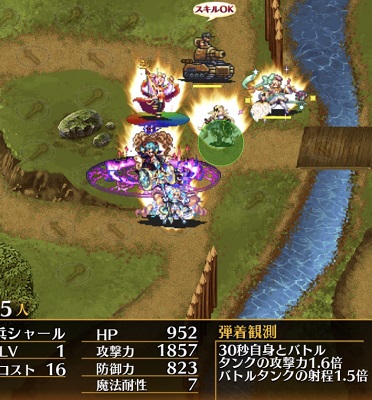 スキルOK
5人
兵シャール
LV 1
コスト 16
HP 952
攻撃力 1857
防御力 823
魔法耐性 7
弾着観測
30秒自身とバトル
タンクの攻撃力1.6倍
バトルタンクの射程1.5倍